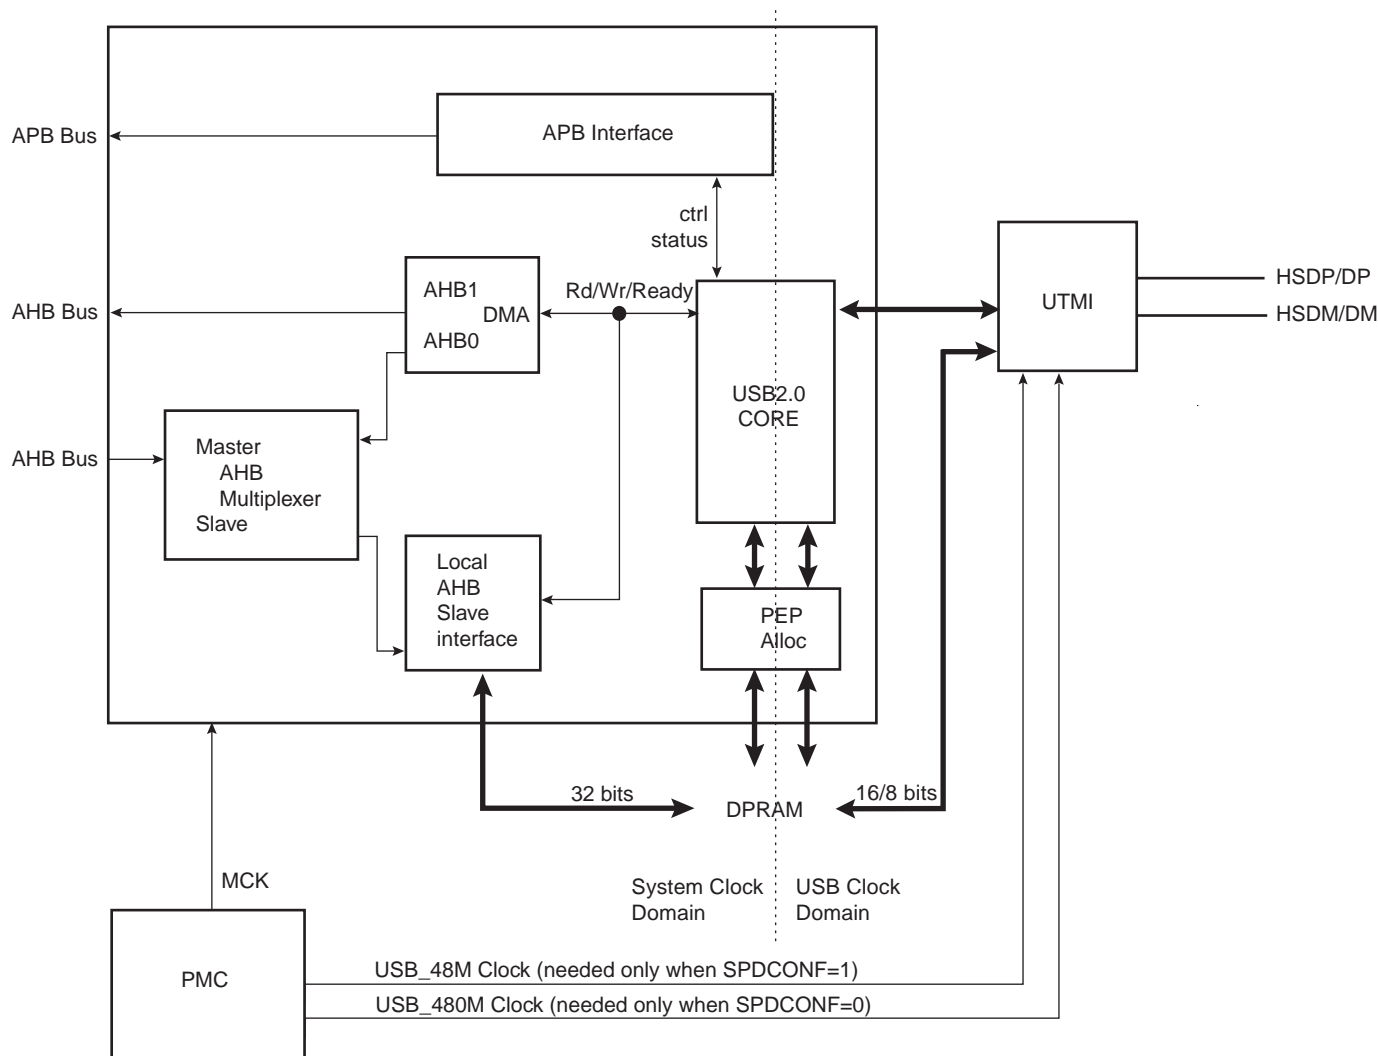 APB Bus
APB Interface
ctrl
status
AHB1
DMA
AHB0
Rd/Wr/Ready
HSDP/DP
UTMI
HSDM/DM
AHB Bus
USB2.0
CORE
AHB Bus
Master
AHB
Multiplexer
Slave
Local
AHB
Slave
interface
PEP
Alloc
32 bits
DPRAM
16/8 bits
MCK
System Clock
Domain
USB Clock
Domain
PMC
USB_48M Clock (needed only when SPDCONF=1)
USB_480M Clock (needed only when SPDCONF=0)